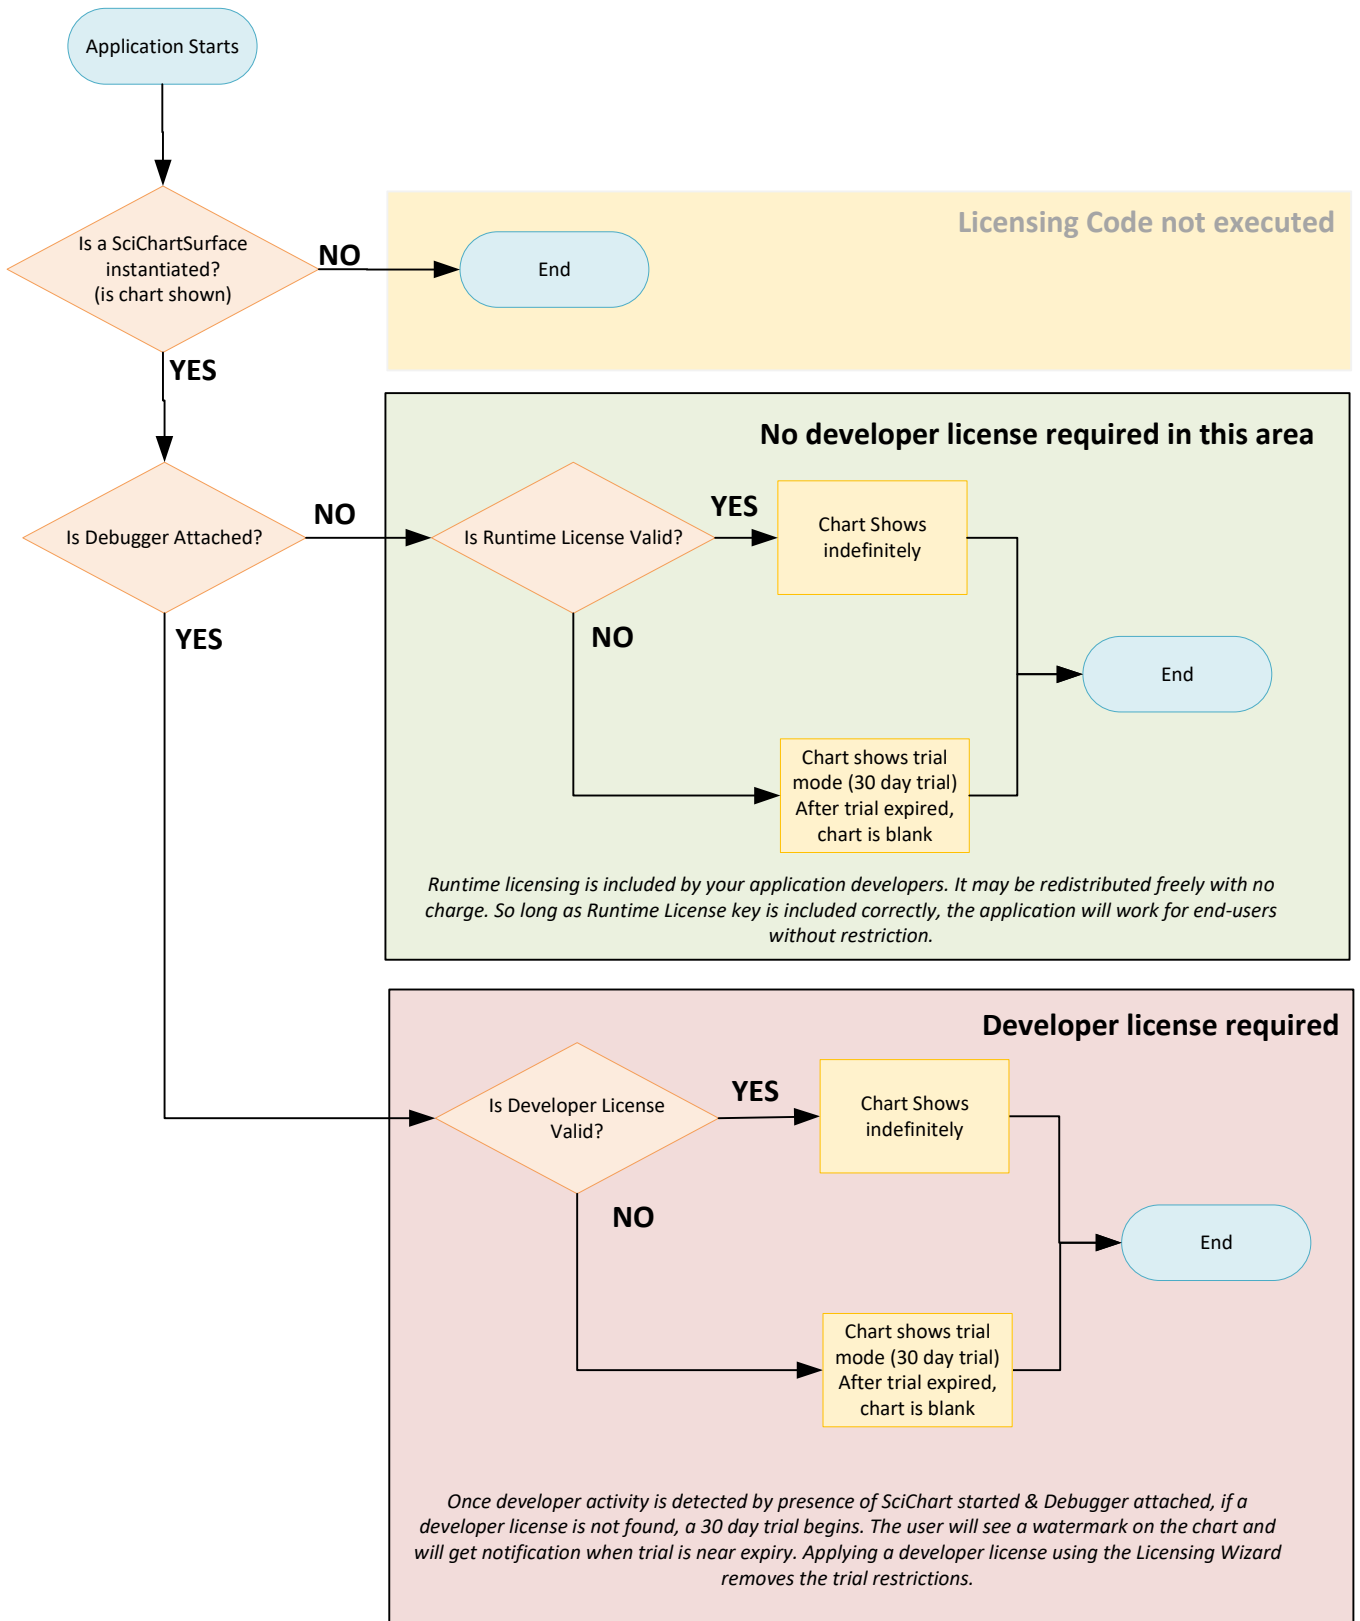 Application Starts
Is a SciChartSurface
instantiated?
(is chart shown)
NO
End
Licensing Code not executed
YES
No developer license required in this area
Is Debugger Attached?
NO
Is Runtime License Valid?
YES
Chart Shows
indefinitely
YES
NO
End
Chart shows trial
mode (30 day trial)
After trial expired,
chart is blank
Runtime licensing is included by your application developers. It may be redistributed freely with no
charge. So long as Runtime License key is included correctly, the application will work for end-users
without restriction.
Developer license required
Is Developer License
Valid?
YES
Chart Shows
indefinitely
NO
End
Chart shows trial
mode (30 day trial)
After trial expired,
chart is blank
Once developer activity is detected by presence of SciChart started & Debugger attached, if a
developer license is not found, a 30 day trial begins. The user will see a watermark on the chart and
will get notification when trial is near expiry. Applying a developer license using the Licensing Wizard
removes the trial restrictions.